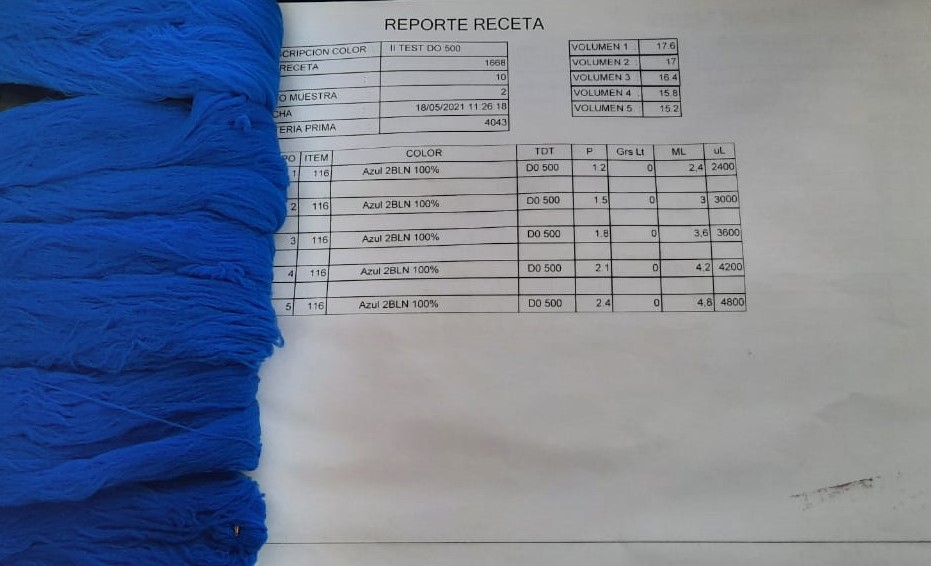 REPORTE RECETA
CRIPCION COLOR II TEST DO 500
RECETA 1668
10
O MUESTRA 2
CHA 18/05/2021 11:26:18
ERIA PRIMA 4043
VOLUMEN 1 17.6
VOLUMEN 2 17
VOLUMEN 3 16.4
VOLUMEN 4 15.8
VOLUMEN 5 15.2
PO ITEM COLOR TDT P Grs Lt ML uL
1 116 Azul 2BLN 100% D0 500 1.2 0 2,4 2400
2 116 Azul 2BLN 100% D0 500 1.5 0 3 3000
3 116 Azul 2BLN 100% D0 500 1.8 0 3,6 3600
4 116 Azul 2BLN 100% D0 500 2.1 0 4,2 4200
5 116 Azul 2BLN 100% D0 500 2.4 0 4,8 4800